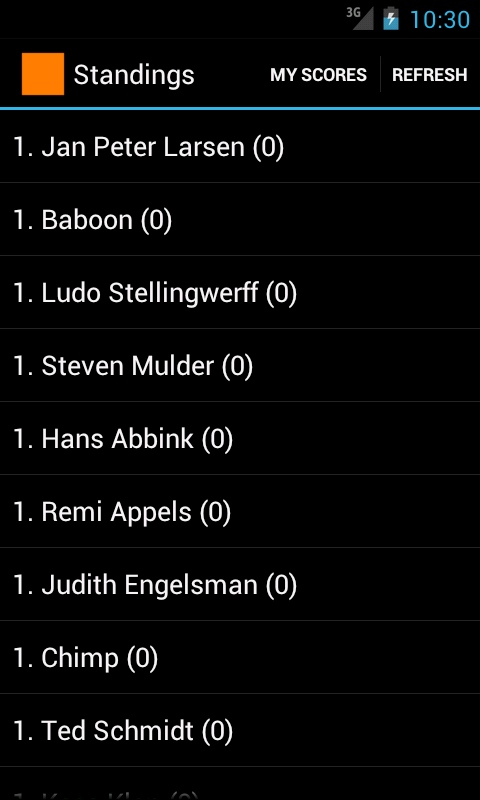 3G 10:30
Standings MY SCORES REFRESH
1. Jan Peter Larsen (0)
1. Baboon (0)
1. Ludo Stellingwerff (0)
1. Steven Mulder (0)
1. Hans Abbink (0)
1. Remi Appels (0)
1. Judith Engelsman (0)
1. Chimp (0)
1. Ted Schmidt (0)